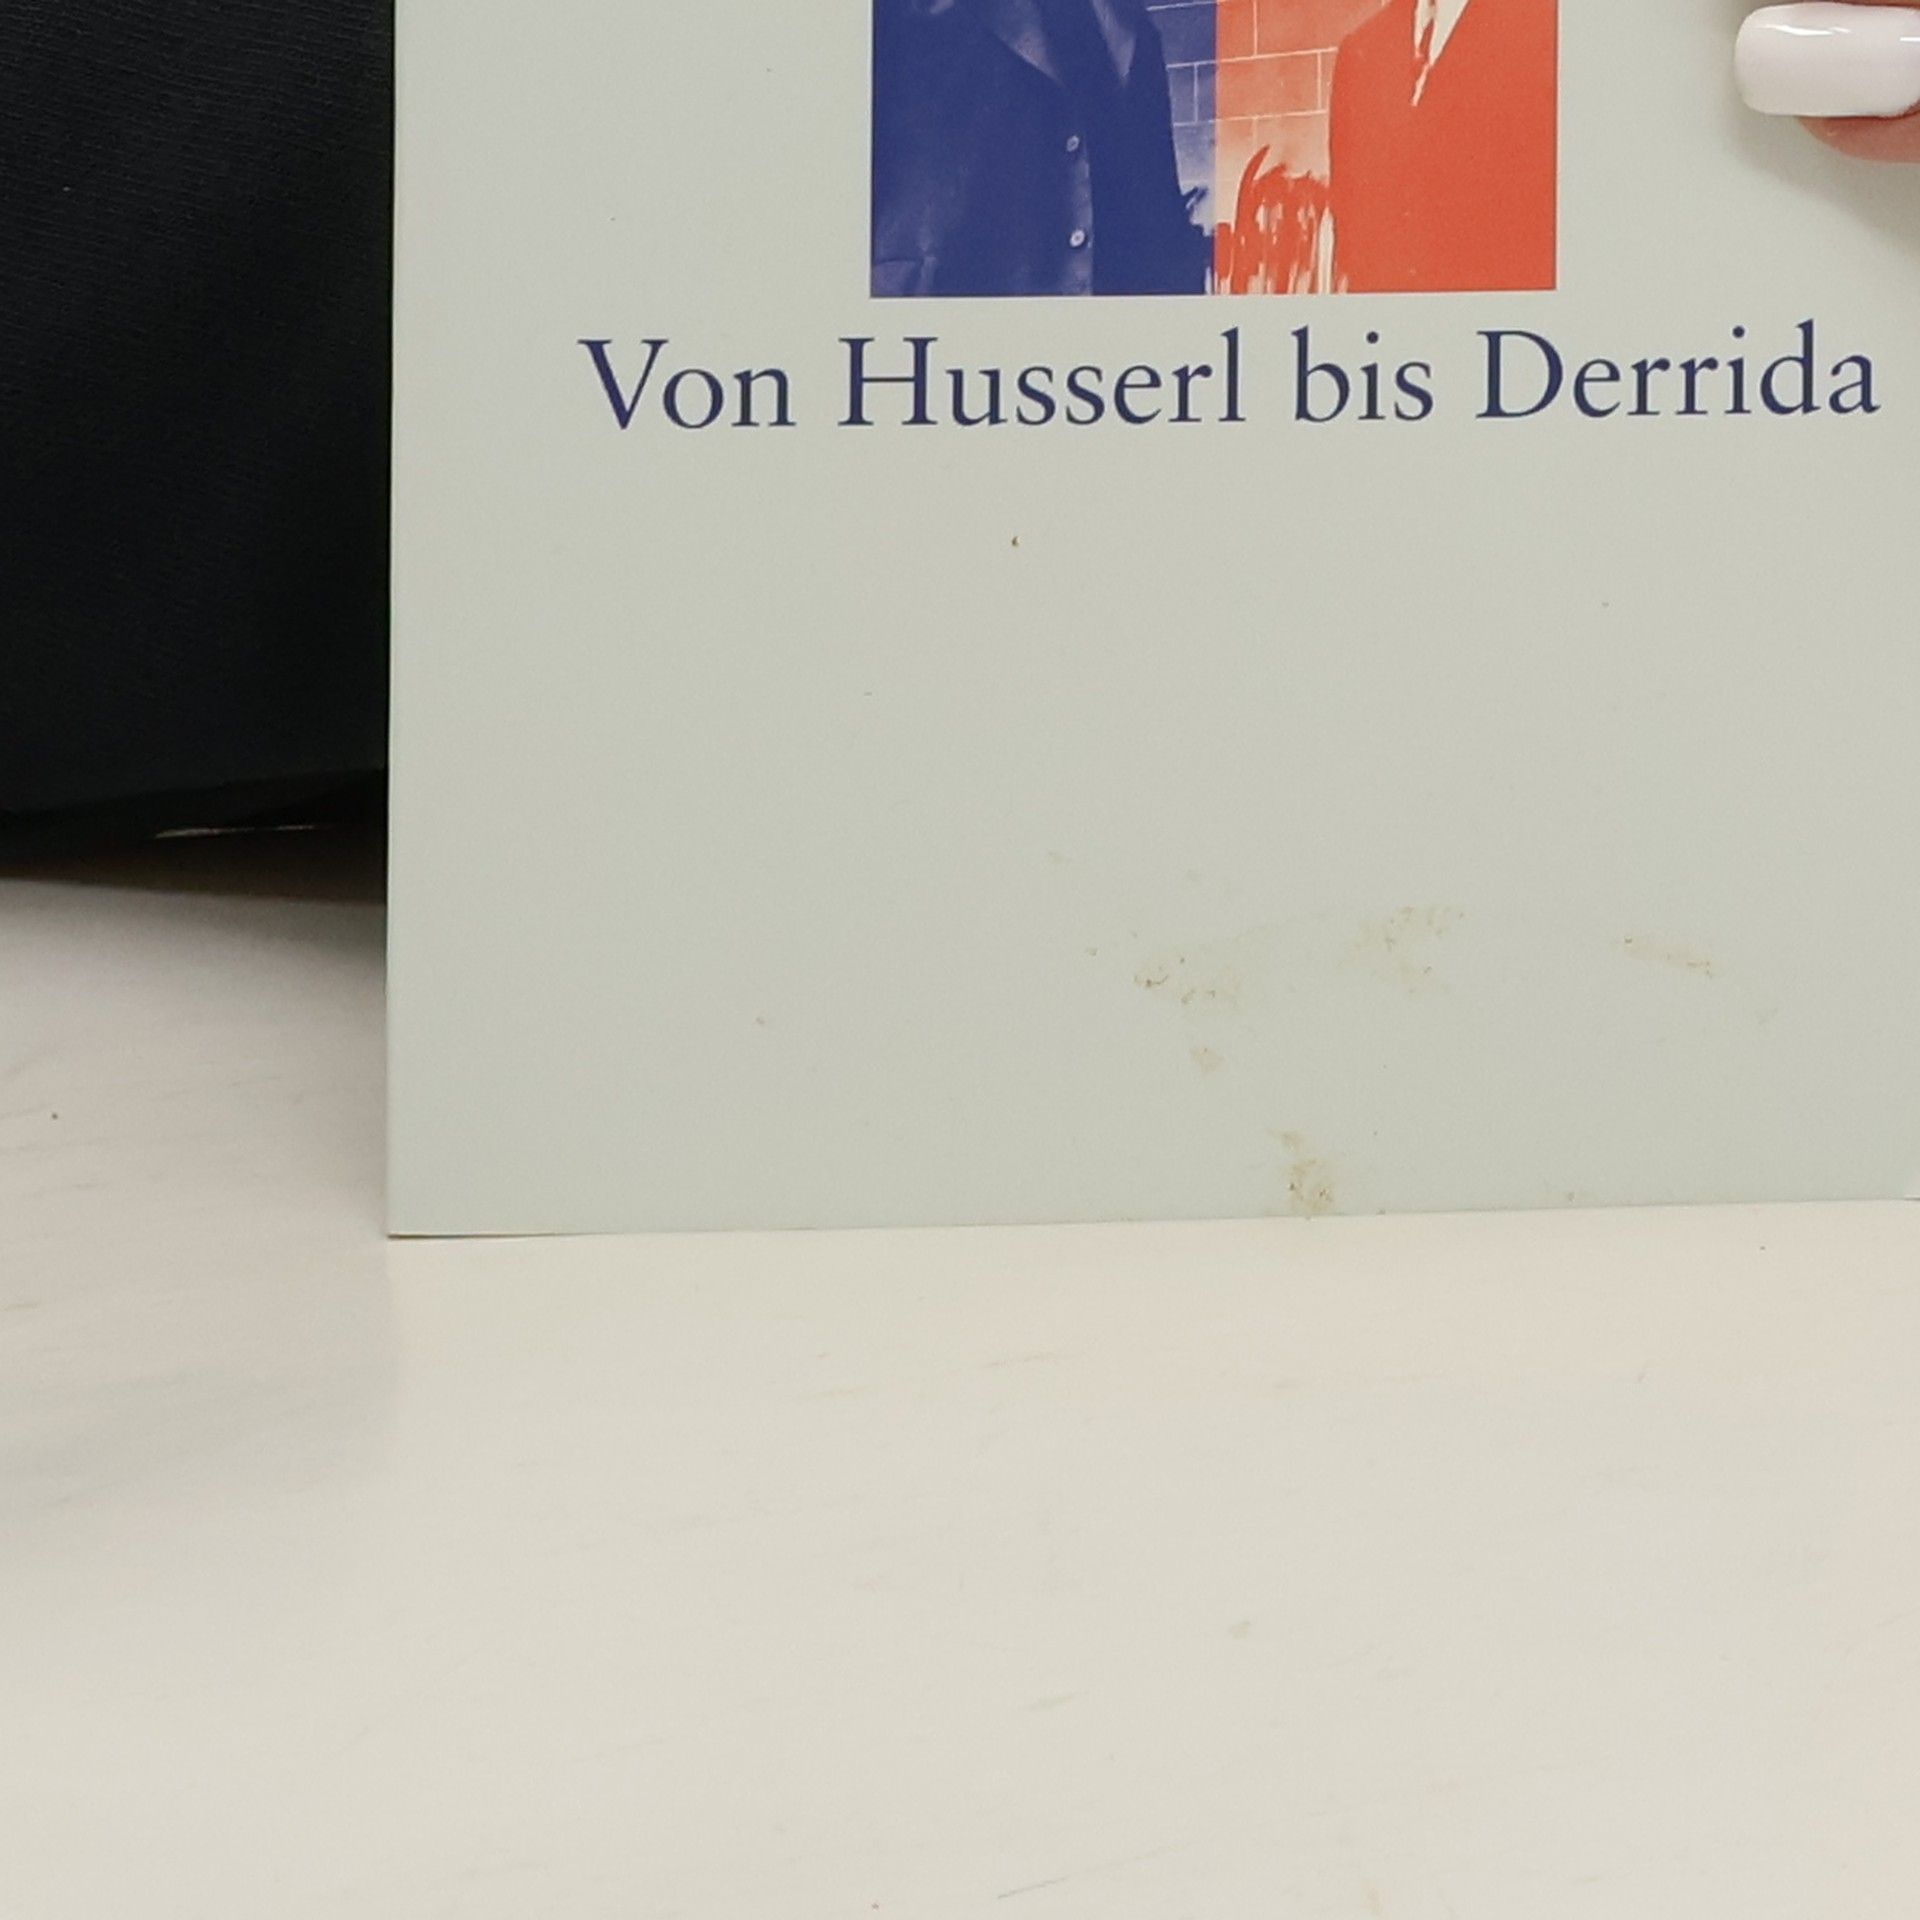 Von Husserl bis Derrida